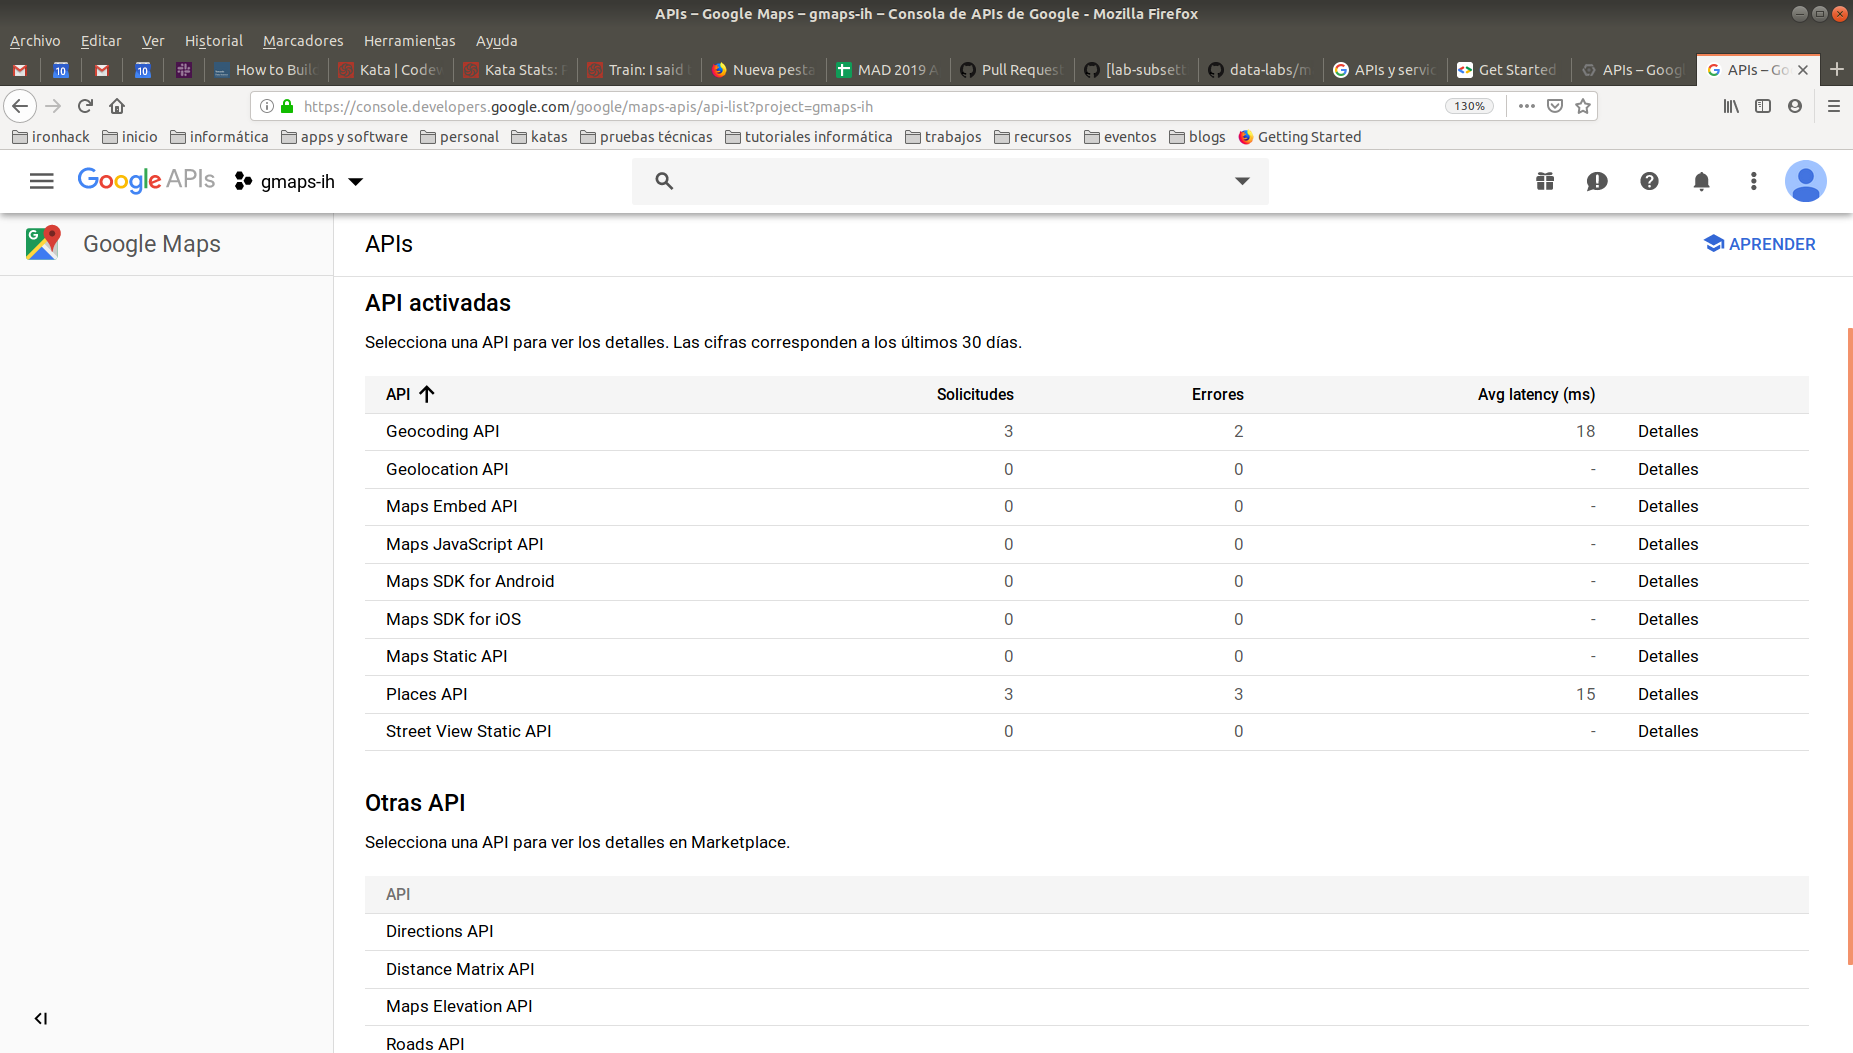 APIs – Google Maps – gmaps-ih – Consola de APIs de Google - Mozilla Firefox
Archivo Editar Ver Historial Marcadores Herramientas Ayuda
10 10 How to Buil Kata | Codew Kata Stats: Train: I said Nueva pesta MAD 2019 A Pull Request [lab-subset data-labs/m APIs y servic Get Started APIs – Goog APIs – Go
https://console.developers.google.com/google/maps-apis/api-list?project=gmaps-ih 130%
ironhack inicio informática apps y software personal katas pruebas técnicas tutoriales informática trabajos recursos eventos blogs Getting Started
Google APIs gmaps-ih
Google Maps
APIs
APRENDER
API activadas
Selecciona una API para ver los detalles. Las cifras corresponden a los últimos 30 días.
API Solicitudes Errores Avg latency (ms)
Geocoding API 3 2 18 Detalles
Geolocation API 0 0 - Detalles
Maps Embed API 0 0 - Detalles
Maps JavaScript API 0 0 - Detalles
Maps SDK for Android 0 0 - Detalles
Maps SDK for iOS 0 0 - Detalles
Maps Static API 0 0 - Detalles
Places API 3 3 15 Detalles
Street View Static API 0 0 - Detalles
Otras API
Selecciona una API para ver los detalles en Marketplace.
API
Directions API
Distance Matrix API
Maps Elevation API
Roads API